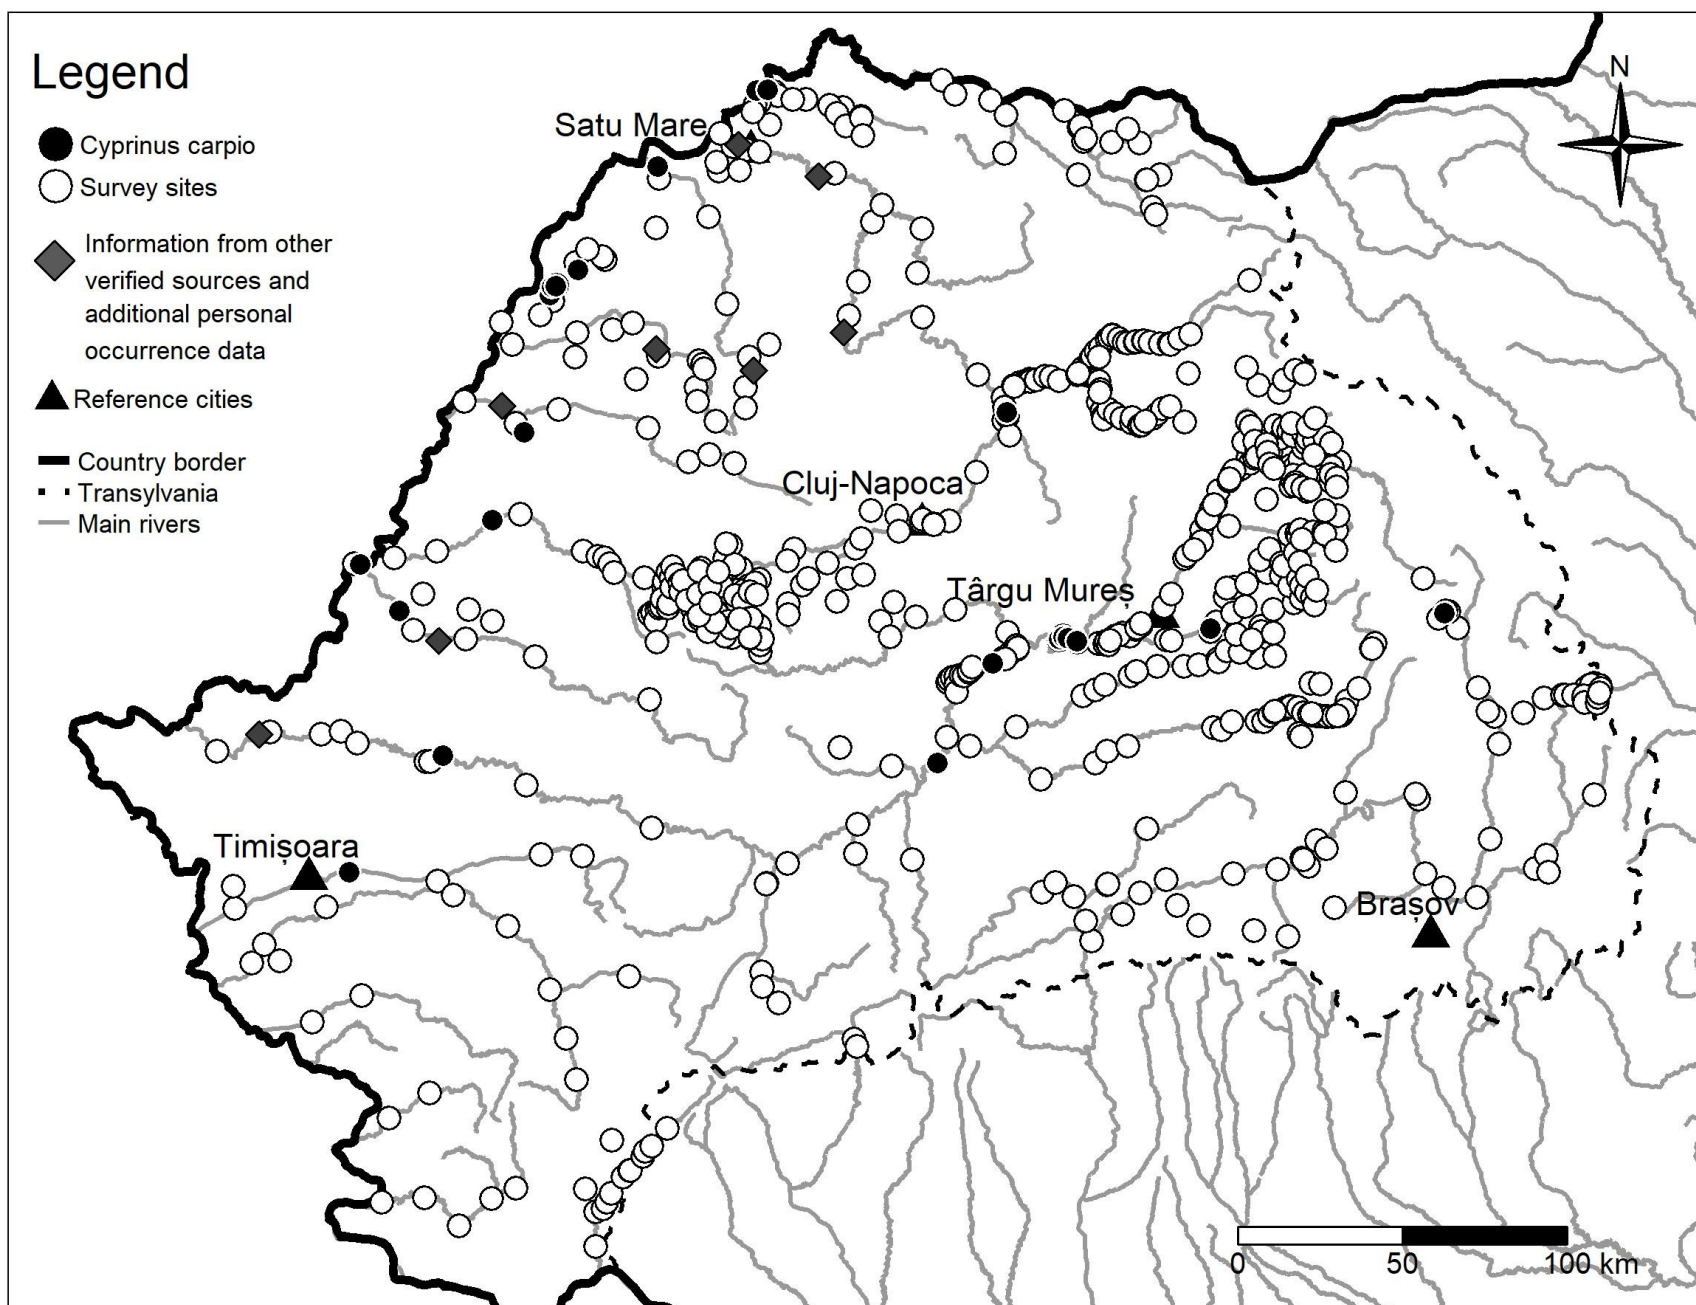 Legend
Cyprinus carpio
Survey sites
Information from other
verified sources and
additional personal
occurrence data
Reference cities
Country border
Transylvania
Main rivers
N
Satu Mare
Cluj-Napoca
Târgu Mureș
Timișoara
Brașov
0 50 100 km